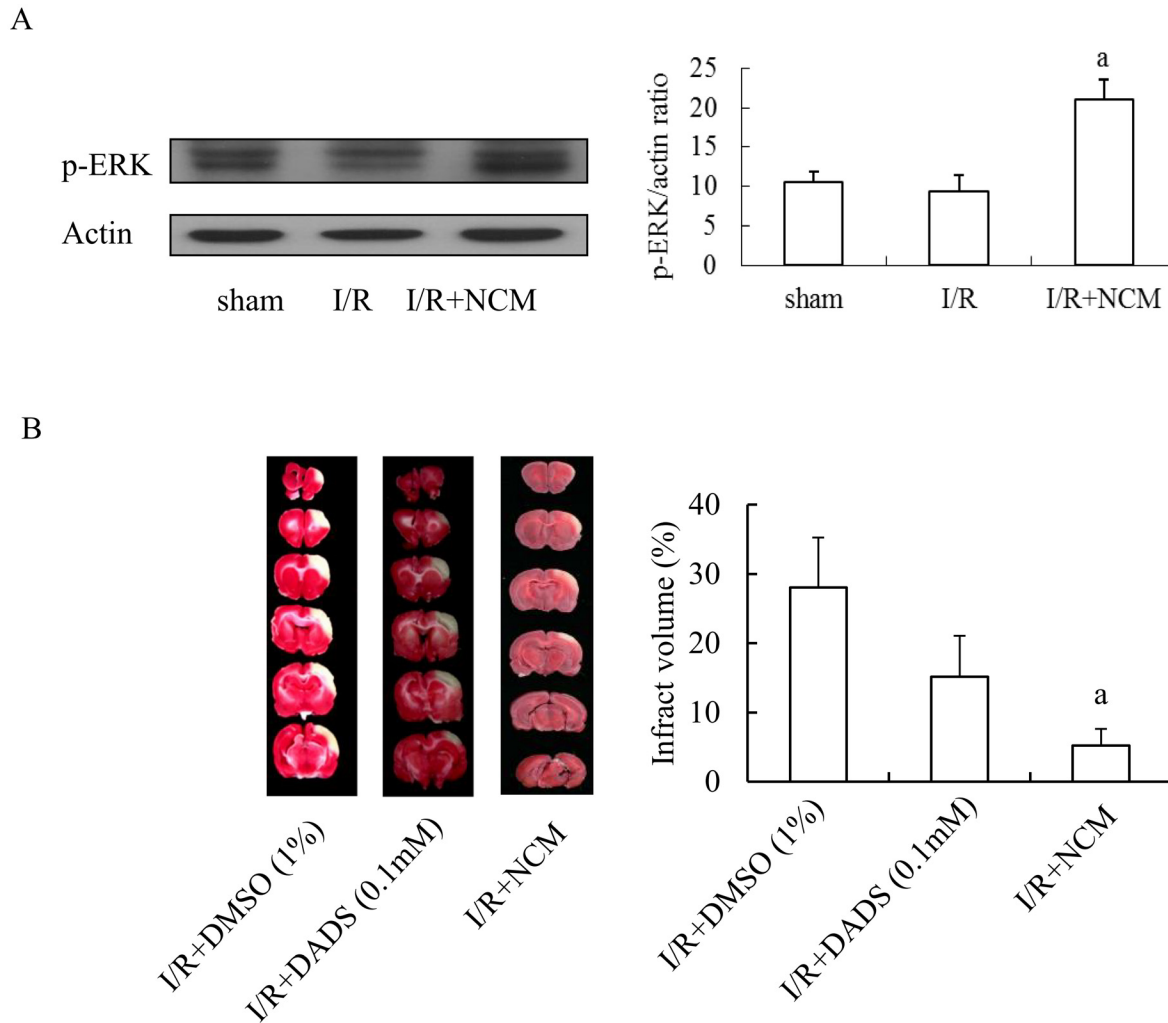 A
p-ERK
Actin
sham I/R I/R+NCM
p-ERK/actin ratio
25
20
15
10
5
0
a
sham I/R I/R+NCM
B
I/R+DMSO (1%)
I/R+DADS (0.1mM)
I/R+NCM
Infract volume (%)
40
30
20
10
0
a
I/R+DMSO (1%)
I/R+DADS (0.1mM)
I/R+NCM